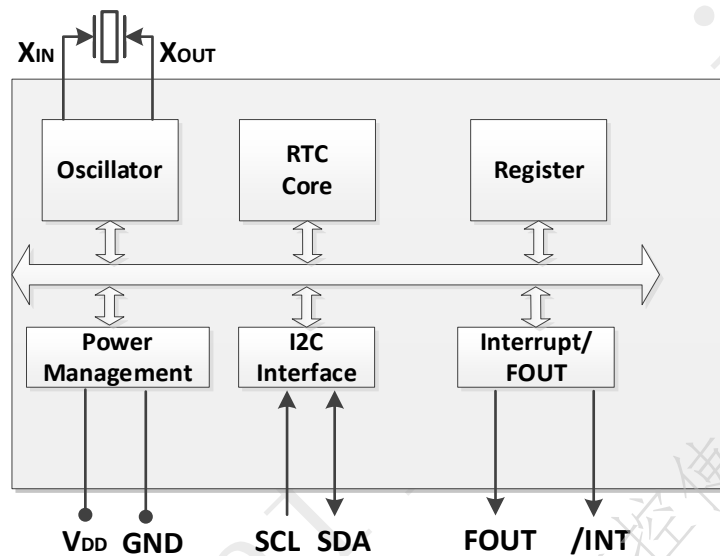 XIN XOUT
Oscillator
RTC
Core
Register
Power
Management
I2C
Interface
Interrupt/
FOUT
VDD GND SCL SDA FOUT /INT